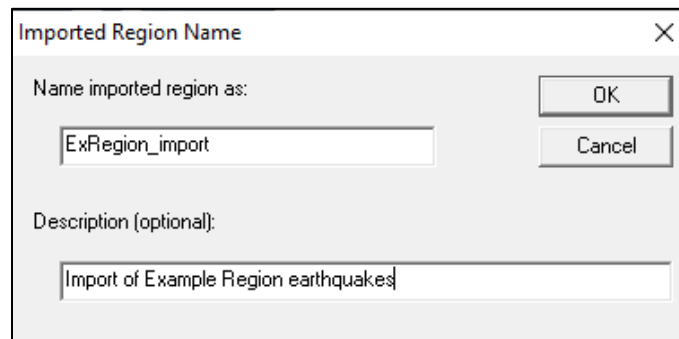 Imported Region Name
Name imported region as:
OK
ExRegion_import
Cancel
Description (optional):
Import of Example Region earthquakes